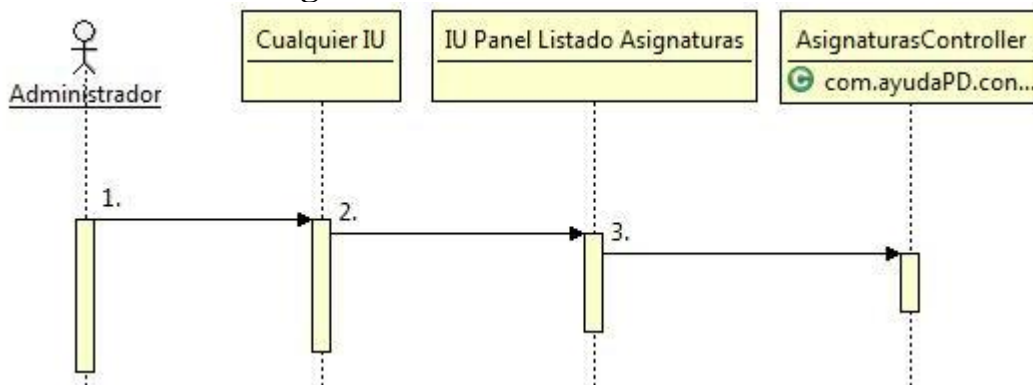 Cualquier IU
IU Panel Listado Asignaturas
AsignaturasController
com.ayudaPD.con...
Administrador
1.
2.
3.